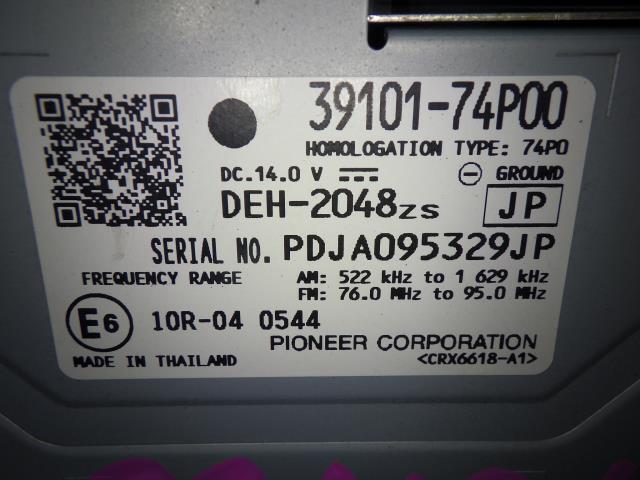 39101-74P00
HOMOLOGATION TYPE: 74P0
DC.14.0 V GROUND
DEH-2048ZS JP
SERIAL NO. PDJA095329JP
FREQUENCY RANGE AM: 522 kHz to 1 629 kHz
FM: 76.0 MHz to 95.0 MHz
E6 10R-04 0544
PIONEER CORPORATION
MADE IN THAILAND <CRX6618-A1>